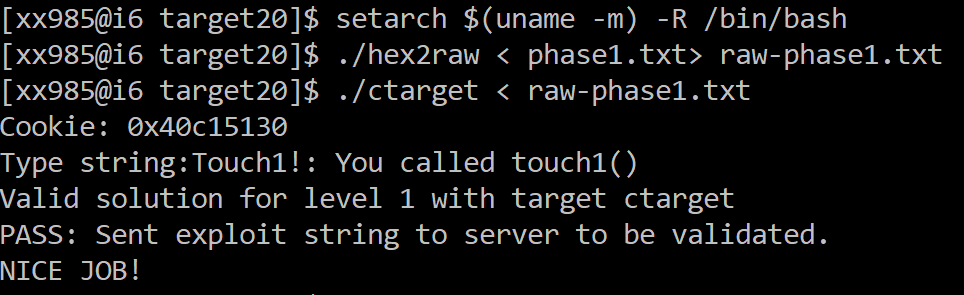 [xx985@i6 target20]$ setarch $(uname -m) -R /bin/bash
[xx985@i6 target20]$ ./hex2raw < phase1.txt> raw-phase1.txt
[xx985@i6 target20]$ ./ctarget < raw-phase1.txt
Cookie: 0x40c15130
Type string:Touch1!: You called touch1()
Valid solution for level 1 with target ctarget
PASS: Sent exploit string to server to be validated.
NICE JOB!